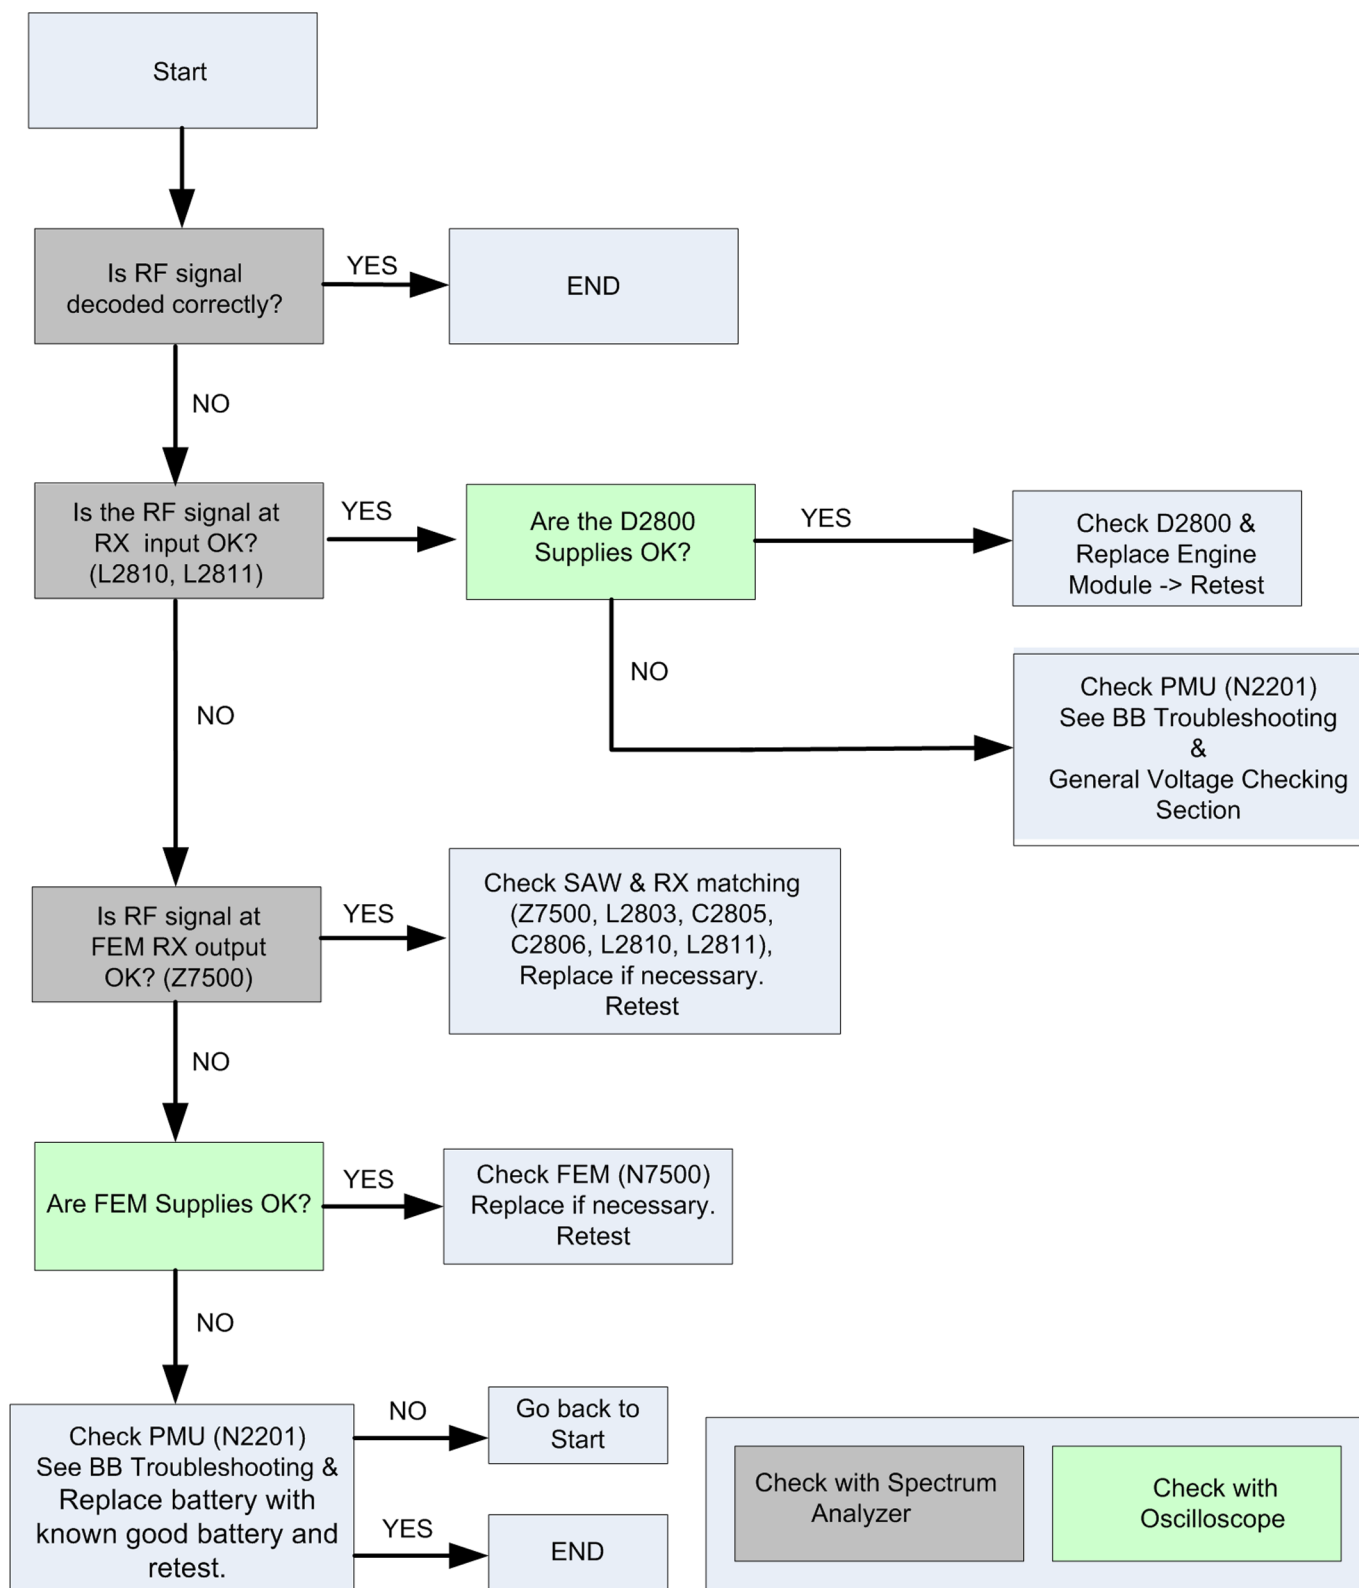 Start
Is RF signal
decoded correctly?
YES
END
NO
Is the RF signal at
RX input OK?
(L2810, L2811)
YES
Are the D2800
Supplies OK?
YES
Check D2800 &
Replace Engine
Module -> Retest
NO
Check PMU (N2201)
See BB Troubleshooting
&
General Voltage Checking
Section
NO
Is RF signal at
FEM RX output
OK? (Z7500)
YES
Check SAW & RX matching
(Z7500, L2803, C2805,
C2806, L2810, L2811),
Replace if necessary.
Retest
NO
Are FEM Supplies OK?
YES
Check FEM (N7500)
Replace if necessary.
Retest
NO
Check PMU (N2201)
See BB Troubleshooting &
Replace battery with
known good battery and
retest.
NO
Go back to
Start
YES
END
Check with Spectrum
Analyzer
Check with
Oscilloscope